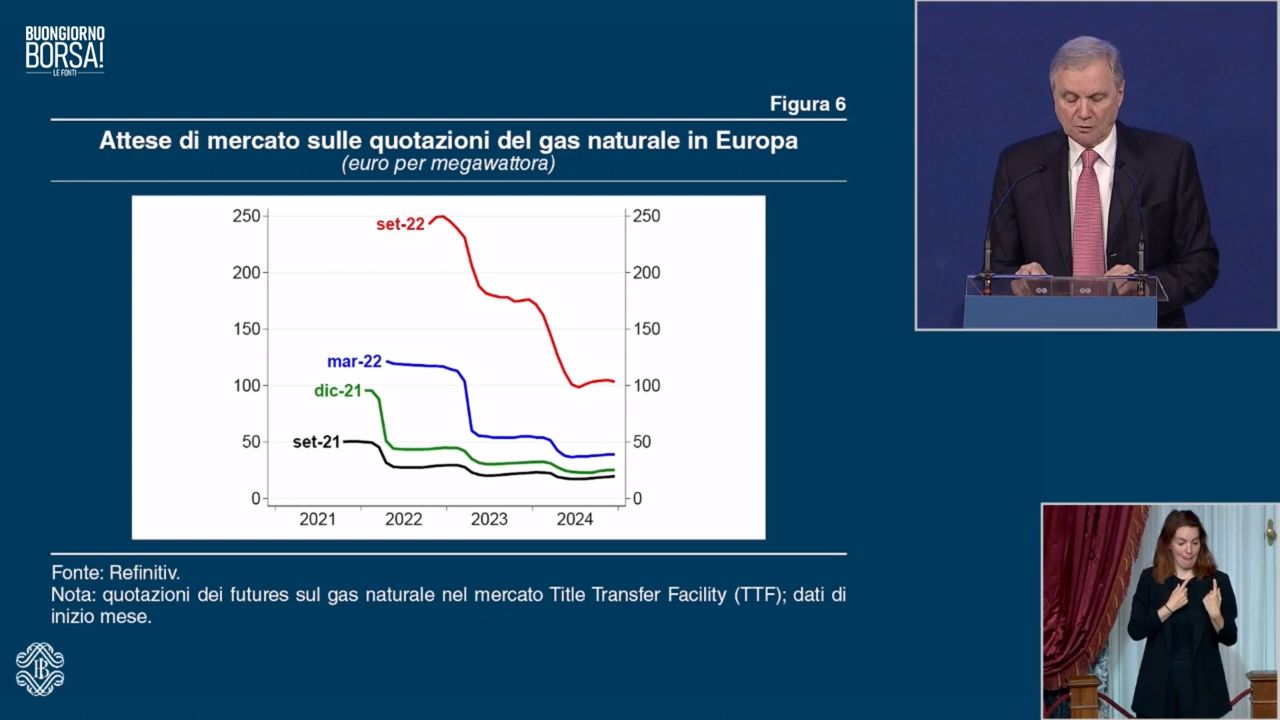 BUONGIORNO
BORSA!
LE FONTI
Figura 6
Attese di mercato sulle quotazioni del gas naturale in Europa
(euro per megawattora)
250
200
150
100
50
0
set-22
mar-22
dic-21
set-21
250
200
150
100
50
0
2021 2022 2023 2024
Fonte: Refinitiv.
Nota: quotazioni dei futures sul gas naturale nel mercato Title Transfer Facility (TTF); dati di
inizio mese.